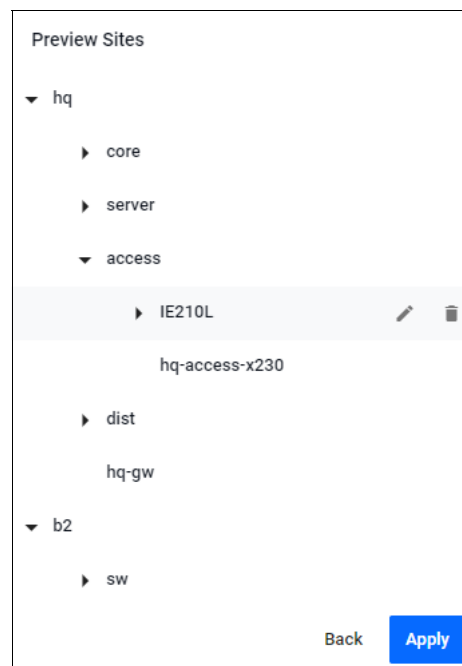 Preview Sites
hq
core
server
access
IE210L
hq-access-x230
dist
hq-gw
b2
sw
Back Apply